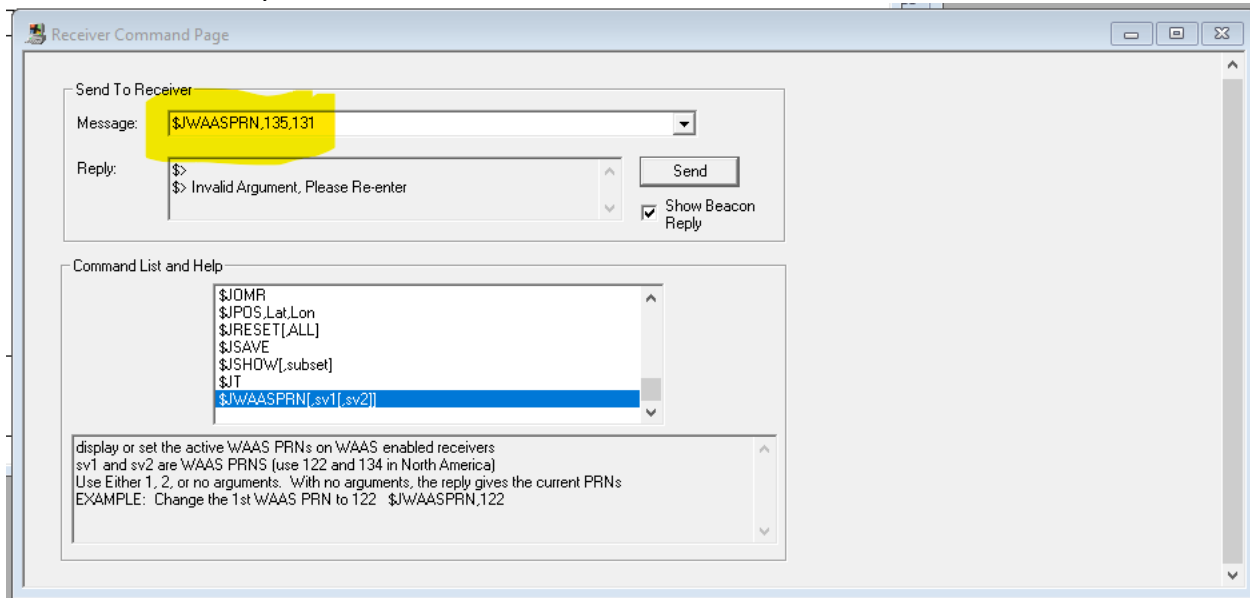 Receiver Command Page
Send To Receiver
Message: $JWAASPRN,135,131
Reply: $>
$> Invalid Argument, Please Re-enter
Send
Show Beacon
Reply
Command List and Help
$JOMR
$JPOS,Lat,Lon
$JRESET[,ALL]
$JSAVE
$JSHOW[,subset]
$JT
$JWAASPRN[,sv1[,sv2]]
display or set the active WAAS PRNs on WAAS enabled receivers
sv1 and sv2 are WAAS PRNS (use 122 and 134 in North America)
Use Either 1, 2, or no arguments. With no arguments, the reply gives the current PRNs
EXAMPLE: Change the 1st WAAS PRN to 122 $JWAASPRN,122